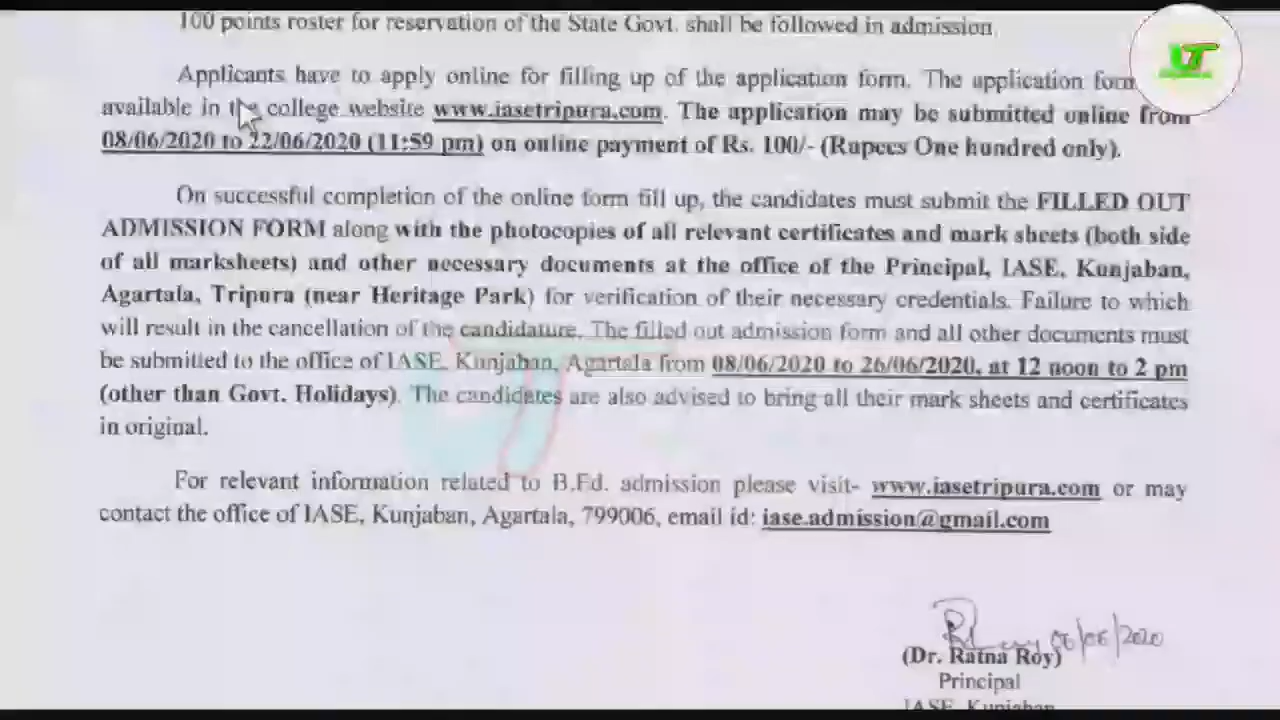 100 points roster for reservation of the State Govt. shall be followed in admission.
Applicants have to apply online for filling up of the application form. The application form
available in the college website www.iasetripura.com. The application may be submitted online from
08/06/2020 to 22/06/2020 (11:59 pm) on online payment of Rs. 100/- (Rupees One hundred only).
On successful completion of the online form fill up, the candidates must submit the FILLED OUT
ADMISSION FORM along with the photocopies of all relevant certificates and mark sheets (both side
of all marksheets) and other necessary documents at the office of the Principal, IASE, Kunjaban,
Agartala, Tripura (near Heritage Park) for verification of their necessary credentials. Failure to which
will result in the cancellation of the candidature. The filled out admission form and all other documents must
be submitted to the office of IASE, Kunjaban, Agartala from 08/06/2020 to 26/06/2020, at 12 noon to 2 pm
(other than Govt. Holidays). The candidates are also advised to bring all their mark sheets and certificates
in original.
For relevant information related to B.Ed. admission please visit- www.iasetripura.com or may
contact the office of IASE, Kunjaban, Agartala, 799006, email id: iase.admission@gmail.com
06/06/2020
(Dr. Ratna Roy)
Principal
IASE, Kunjaban